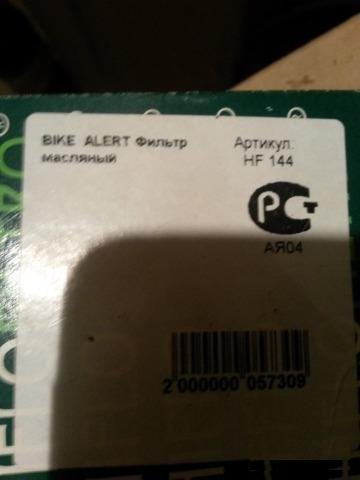 BIKE ALERT Фильтр
масляный
Артикул:
HF 144
РСТ
АЯ04
2 000000 057309